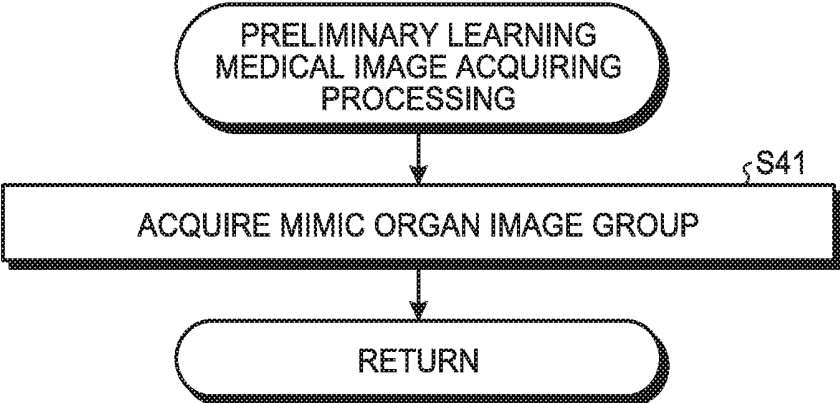 PRELIMINARY LEARNING
MEDICAL IMAGE ACQUIRING
PROCESSING
S41
ACQUIRE MIMIC ORGAN IMAGE GROUP
RETURN